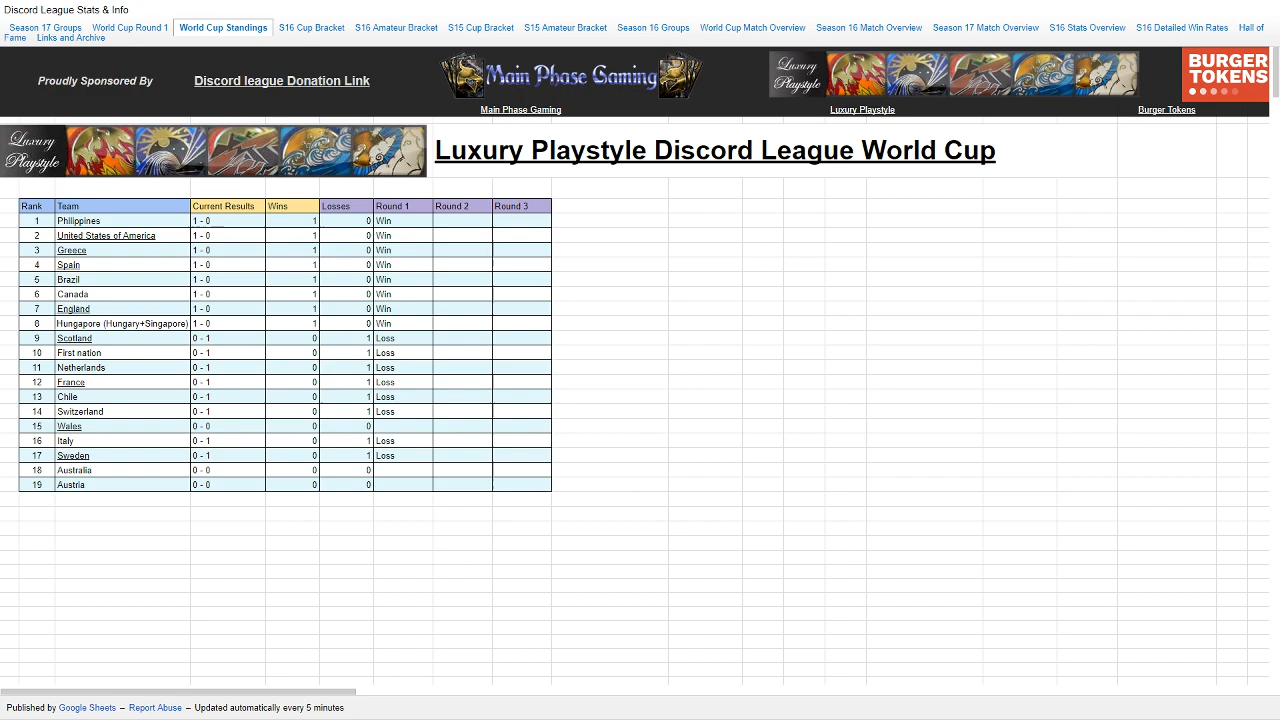 Discord League Stats & Info
Season 17 Groups World Cup Round 1 World Cup Standings S16 Cup Bracket S16 Amateur Bracket S15 Cup Bracket S15 Amateur Bracket Season 16 Groups World Cup Match Overview Season 16 Match Overview Season 17 Match Overview S16 Stats Overview S16 Detailed Win Rates Hall of
Fame Links and Archive
Proudly Sponsored By Discord league Donation Link Main Phase Gaming Luxury Playstyle BURGER TOKENS
Main Phase Gaming Luxury Playstyle Burger Tokens
Luxury Playstyle Luxury Playstyle Discord League World Cup
Rank Team Current Results Wins Losses Round 1 Round 2 Round 3
1 Philippines 1 - 0 1 0 Win
2 United States of America 1 - 0 1 0 Win
3 Greece 1 - 0 1 0 Win
4 Spain 1 - 0 1 0 Win
5 Brazil 1 - 0 1 0 Win
6 Canada 1 - 0 1 0 Win
7 England 1 - 0 1 0 Win
8 Hungapore (Hungary+Singapore) 1 - 0 1 0 Win
9 Scotland 0 - 1 0 1 Loss
10 First nation 0 - 1 0 1 Loss
11 Netherlands 0 - 1 0 1 Loss
12 France 0 - 1 0 1 Loss
13 Chile 0 - 1 0 1 Loss
14 Switzerland 0 - 1 0 1 Loss
15 Wales 0 - 0 0 0
16 Italy 0 - 1 0 1 Loss
17 Sweden 0 - 1 0 1 Loss
18 Australia 0 - 0 0 0
19 Austria 0 - 0 0 0
Published by Google Sheets – Report Abuse – Updated automatically every 5 minutes